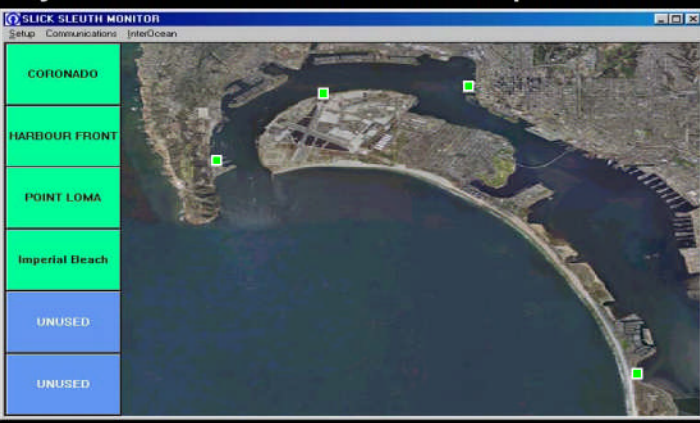 SLICK SLEUTH MONITOR
Setup Communications InterOcean
CORONADO
HARBOUR FRONT
POINT LOMA
Imperial Beach
UNUSED
UNUSED